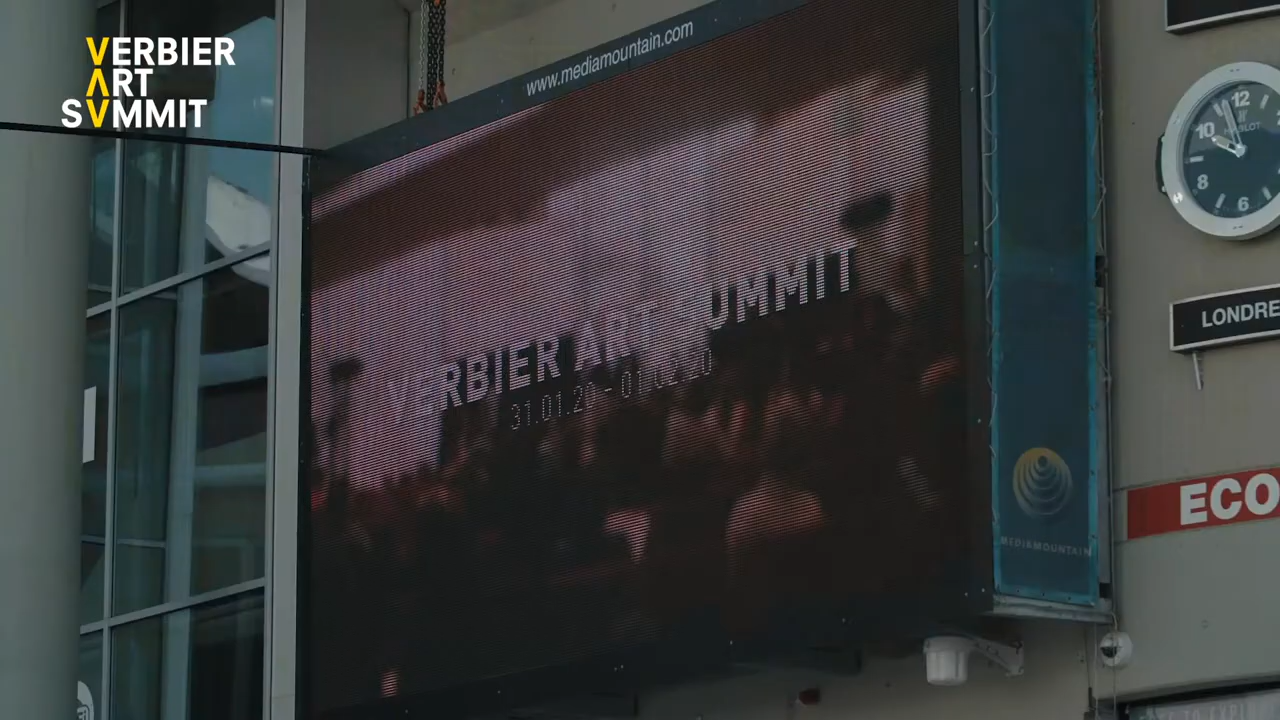 VERBIER
ART
SVMMIT
www.mediamountain.com
VERBIER ART SUMMIT
31.01.20 - 01.02.20
12
10
8
6
HUBLOT
LONDRE
ECO
MEDIAMOUNTAIN